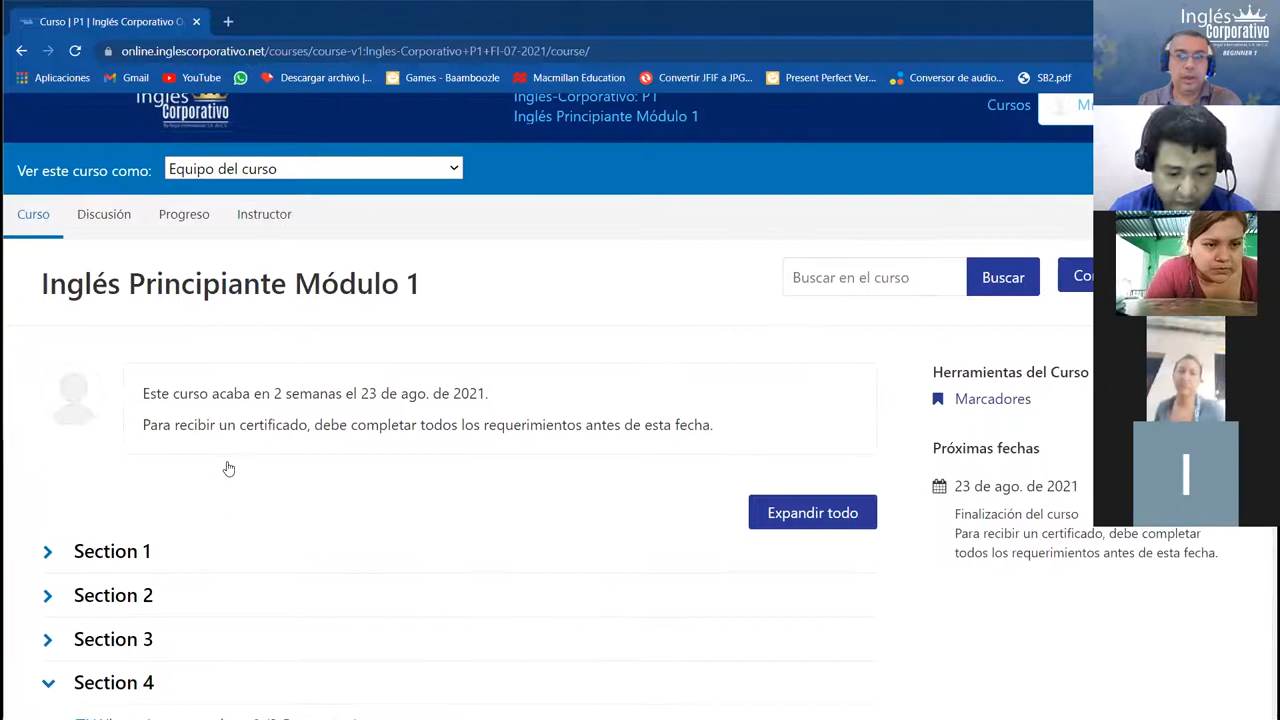 Curso | P1 | Inglés Corporativo O
online.inglescorporativo.net/courses/course-v1:Ingles-Corporativo+P1+FI-07-2021/course/
Aplicaciones
Gmail
YouTube
Descargar archivo |...
Games - Baamboozle
Macmillan Education
Convertir JFIF a JPG...
Present Perfect Ver...
Conversor de audio...
SB2.pdf
Inglés
Corporativo
BEGINNER 1
Inglés
Corporativo
Ingles-Corporativo: P1
Inglés Principiante Módulo 1
Cursos
Ver este curso como:
Equipo del curso
Curso
Discusión
Progreso
Instructor
Inglés Principiante Módulo 1
Buscar en el curso
Buscar
Este curso acaba en 2 semanas el 23 de ago. de 2021.
Para recibir un certificado, debe completar todos los requerimientos antes de esta fecha.
Expandir todo
Section 1
Section 2
Section 3
Section 4
Herramientas del Curso
Marcadores
Próximas fechas
23 de ago. de 2021
Finalización del curso
Para recibir un certificado, debe completar
todos los requerimientos antes de esta fecha.
I